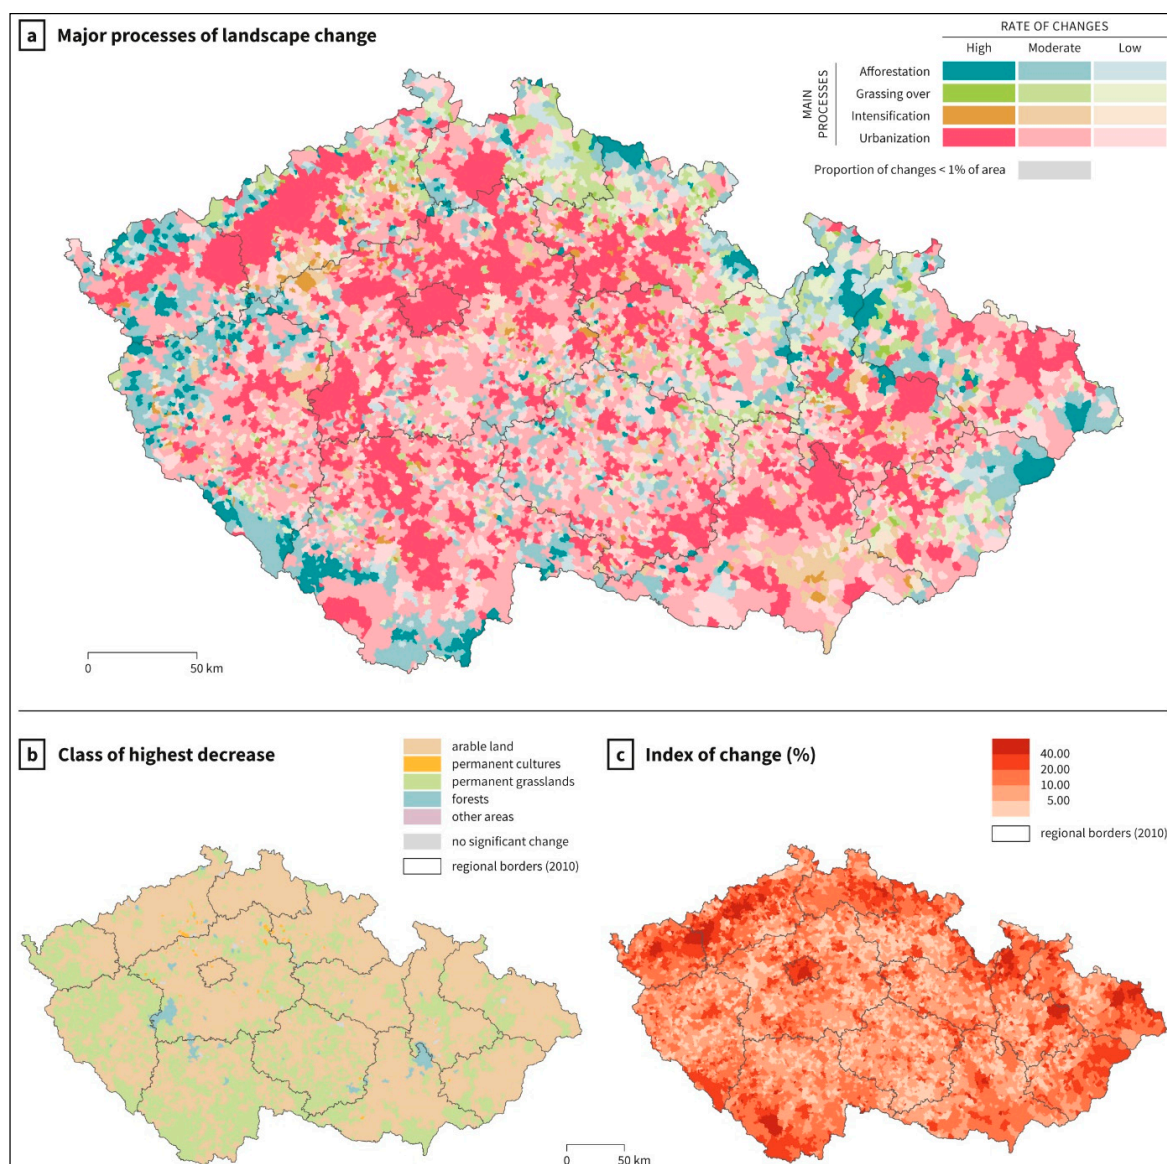 a Major processes of landscape change
RATE OF CHANGES
High Moderate Low
MAIN PROCESSES
Afforestation
Grassing over
Intensification
Urbanization
Proportion of changes < 1% of area
0 50 km
b Class of highest decrease
arable land
permanent cultures
permanent grasslands
forests
other areas
no significant change
regional borders (2010)
c Index of change (%)
40.00
20.00
10.00
5.00
regional borders (2010)
0 50 km